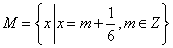 M = { x | x = m + 1/6, m ∈ Z }